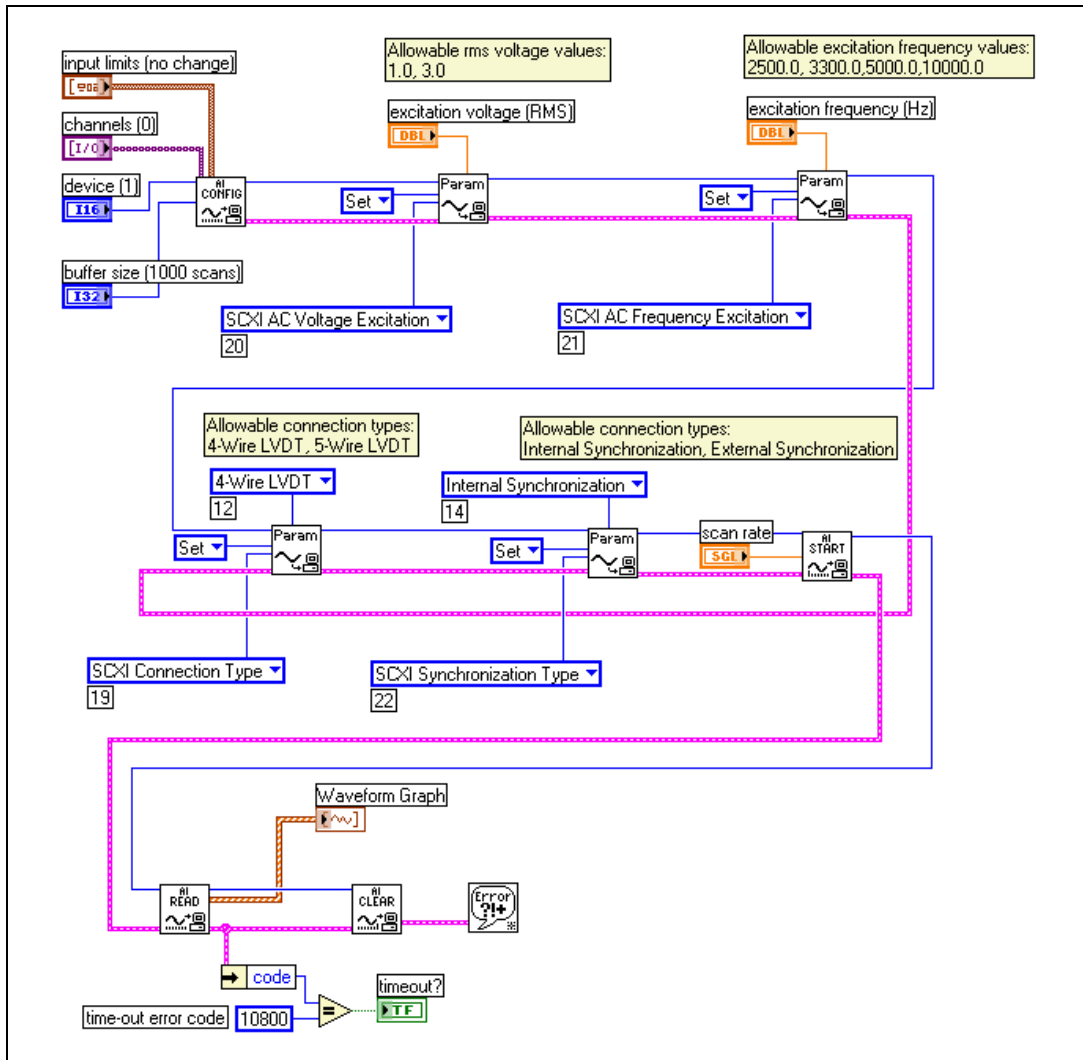 input limits (no change)
channels (0)
[I/O]
device (1)
I16
buffer size (1000 scans)
I32
AI
CONFIG
Allowable rms voltage values:
1.0, 3.0
excitation voltage (RMS)
DBL
Set
Param
SCXI AC Voltage Excitation
20
Allowable excitation frequency values:
2500.0, 3300.0,5000.0,10000.0
excitation frequency (Hz)
DBL
Set
Param
SCXI AC Frequency Excitation
21
Allowable connection types:
4-Wire LVDT, 5-Wire LVDT
4-Wire LVDT
12
Set
Param
SCXI Connection Type
19
Allowable connection types:
Internal Synchronization, External Synchronization
Internal Synchronization
14
Set
Param
SCXI Synchronization Type
22
scan rate
SGL
AI
START
Waveform Graph
AI
READ
AI
CLEAR
Error
?!+
code
timeout?
TF
time-out error code
10800
=